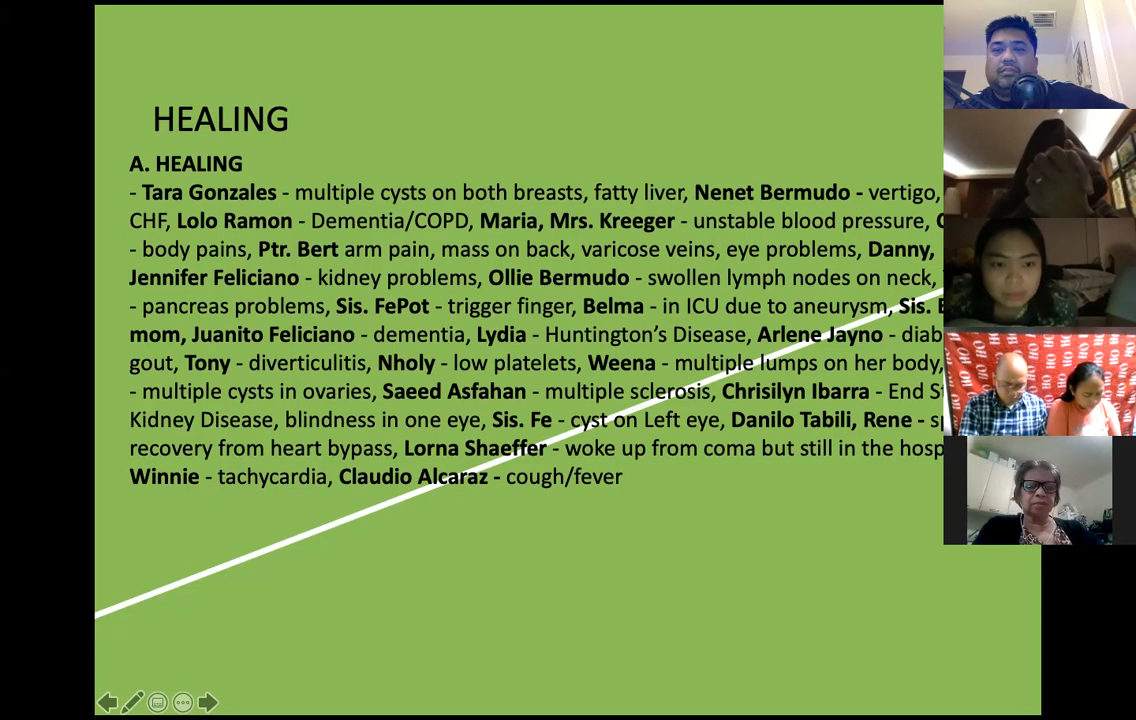 HEALING
A. HEALING
- Tara Gonzales - multiple cysts on both breasts, fatty liver, Nenet Bermudo - vertigo,
CHF, Lolo Ramon - Dementia/COPD, Maria, Mrs. Kreeger - unstable blood pressure,
- body pains, Ptr. Bert arm pain, mass on back, varicose veins, eye problems, Danny,
Jennifer Feliciano - kidney problems, Ollie Bermudo - swollen lymph nodes on neck,
- pancreas problems, Sis. FePot - trigger finger, Belma - in ICU due to aneurysm, Sis.
mom, Juanito Feliciano - dementia, Lydia - Huntington's Disease, Arlene Jayno -
gout, Tony - diverticulitis, Nholy - low platelets, Weena - multiple lumps on her body,
- multiple cysts in ovaries, Saeed Asfahan - multiple sclerosis, Chrisilyn Ibarra - End
Kidney Disease, blindness in one eye, Sis. Fe - cyst on Left eye, Danilo Tabili, Rene -
recovery from heart bypass, Lorna Shaeffer - woke up from coma but still in the
Winnie - tachycardia, Claudio Alcaraz - cough/fever